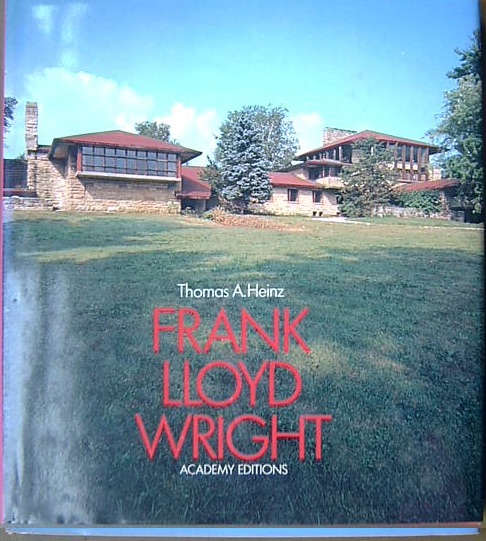 Thomas A. Heinz
FRANK
LLOYD
WRIGHT
ACADEMY EDITIONS